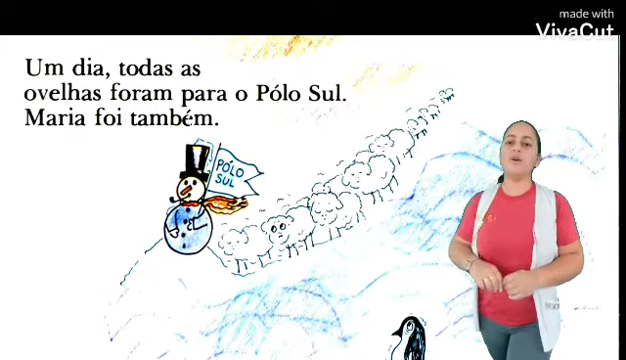 made with
VivaCut
Um dia, todas as
ovelhas foram para o Pólo Sul.
Maria foi também.
PÓLO
SUL